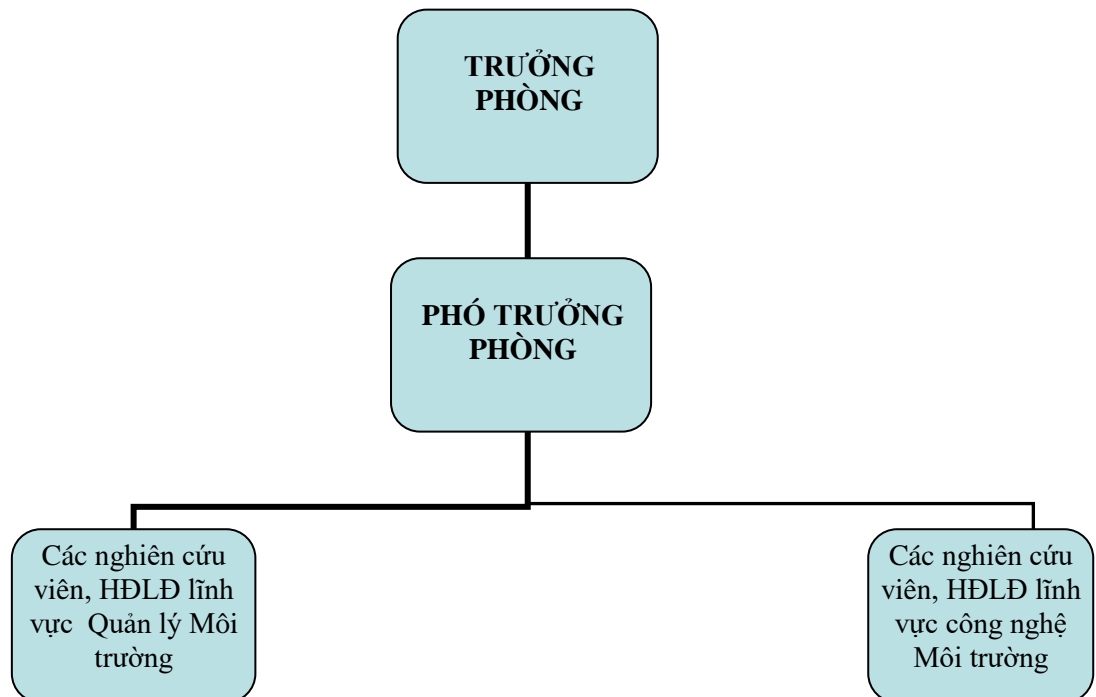 TRƯỞNG
PHÒNG
PHÓ TRƯỞNG
PHÒNG
Các nghiên cứu
viên, HĐLĐ lĩnh
vực Quản lý Môi
trường
Các nghiên cứu
viên, HĐLĐ lĩnh
vực công nghệ
Môi trường